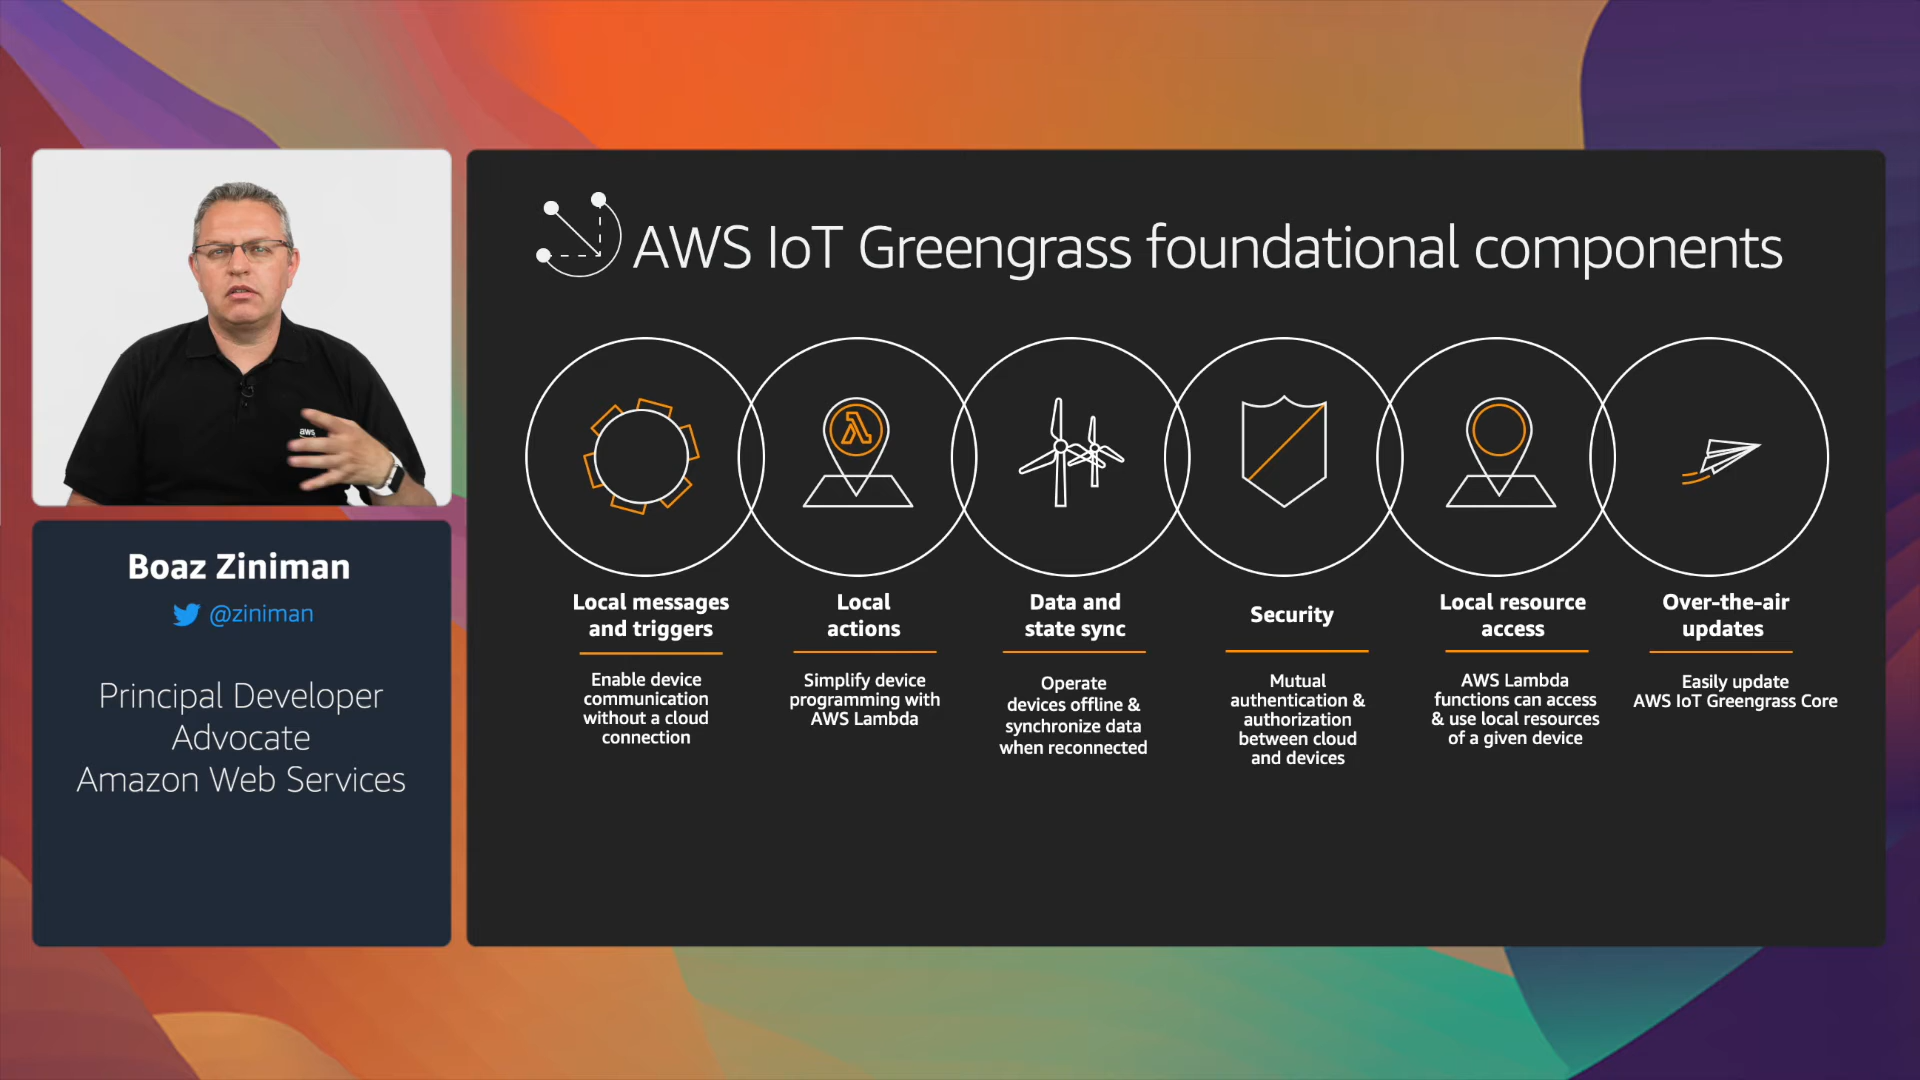 aws
Boaz Ziniman
@ziniman
Principal Developer
Advocate
Amazon Web Services
AWS IoT Greengrass foundational components
Local messages
and triggers
Enable device
communication
without a cloud
connection
Local
actions
Simplify device
programming with
AWS Lambda
Data and
state sync
Operate
devices offline &
synchronize data
when reconnected
Security
Mutual
authentication &
authorization
between cloud
and devices
Local resource
access
AWS Lambda
functions can access
& use local resources
of a given device
Over-the-air
updates
Easily update
AWS IoT Greengrass Core